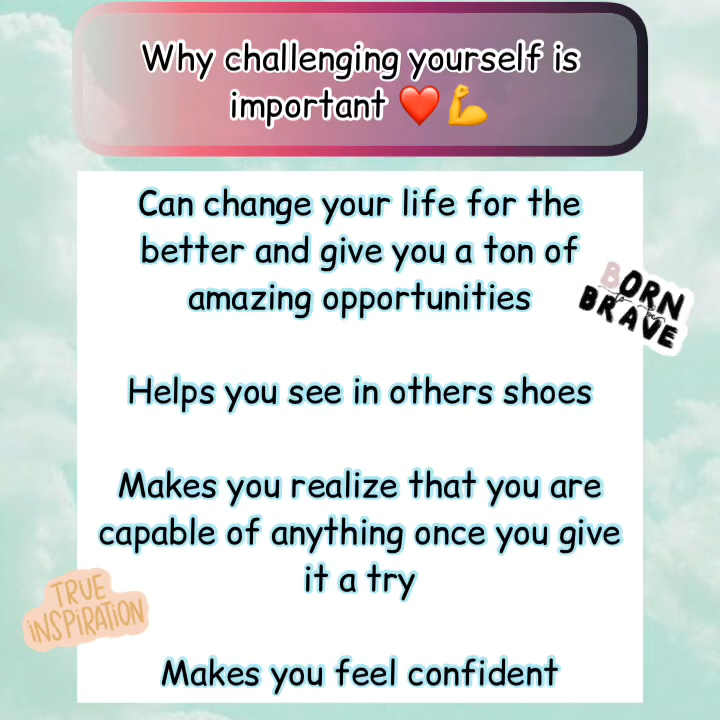 Why challenging yourself is
important ❤️💪
Can change your life for the
better and give you a ton of
amazing opportunities
BORN
BRAVE
Helps you see in others shoes
Makes you realize that you are
capable of anything once you give
it a try
TRUE
iNSPiRATiON
Makes you feel confident